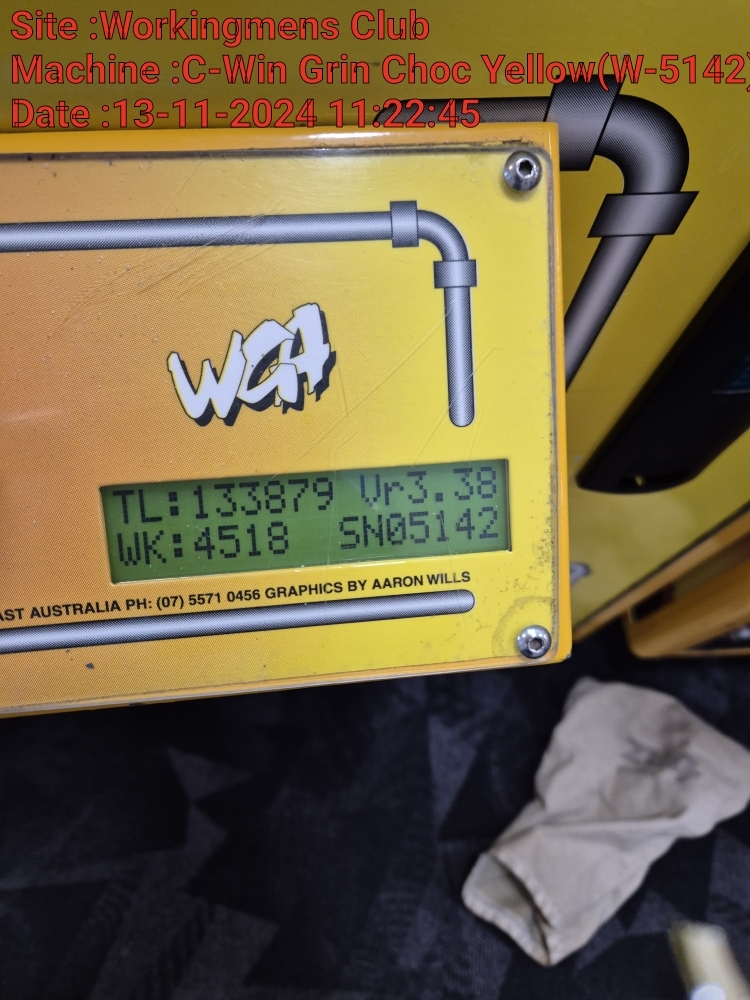 Site :Workingmens Club
Machine :C-Win Grin Choc Yellow(W-5142)
Date :13-11-2024 11:22:45
WGA
TL:133879 Vr3.38
WK:4518 SN05142
AST AUSTRALIA PH: (07) 5571 0456 GRAPHICS BY AARON WILLS